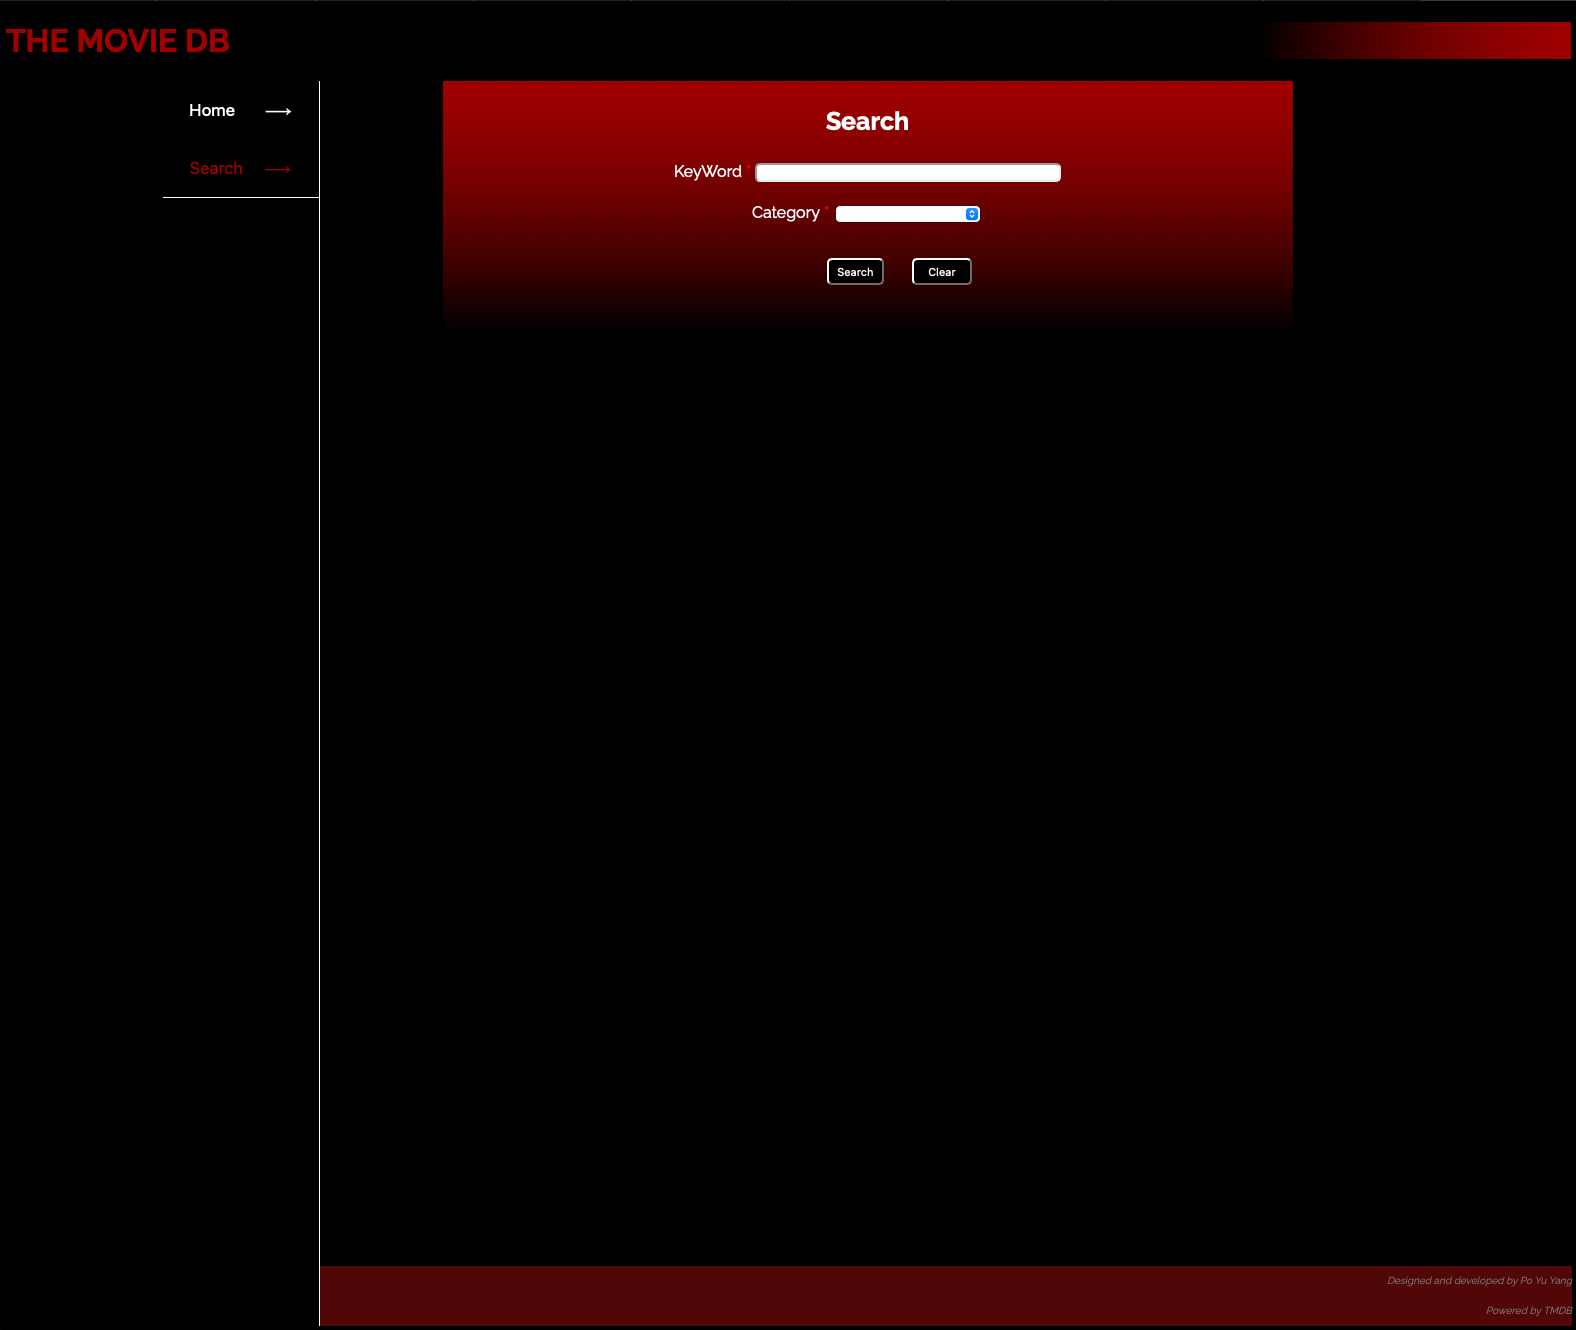 THE MOVIE DB
Home ⟶
Search ⟶
Search
KeyWord *
Category *
Search Clear
Designed and developed by Po Yu Yang
Powered by TMDB